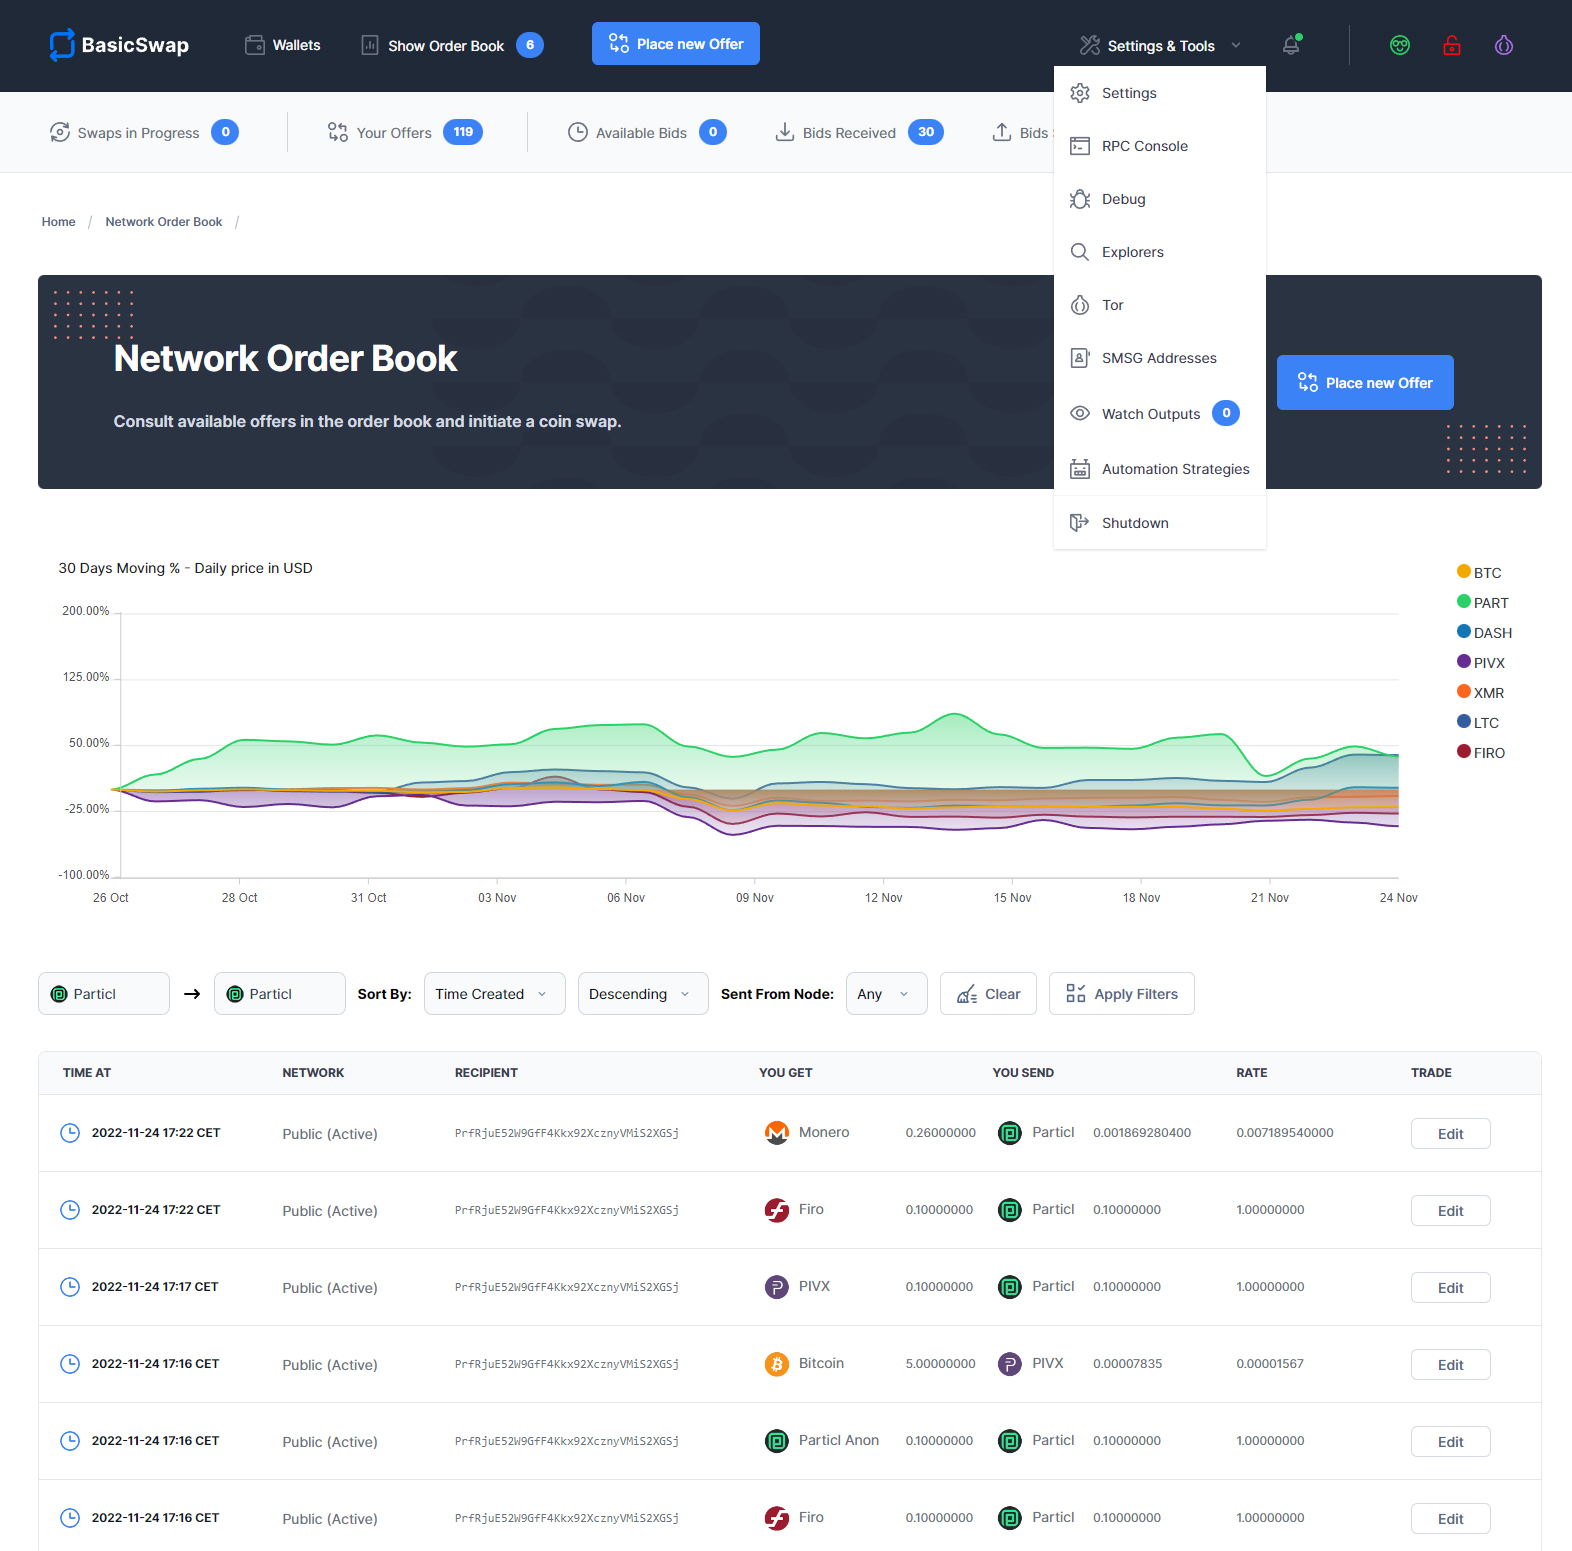 BasicSwap
Wallets
Show Order Book 6
Place new Offer
Settings & Tools
Swaps in Progress 0
Your Offers 119
Available Bids 0
Bids Received 30
Bids
Settings
RPC Console
Debug
Explorers
Tor
SMSG Addresses
Watch Outputs 0
Automation Strategies
Shutdown
Home / Network Order Book /
Network Order Book
Consult available offers in the order book and initiate a coin swap.
Place new Offer
30 Days Moving % - Daily price in USD
200.00%
125.00%
50.00%
-25.00%
-100.00%
26 Oct 28 Oct 31 Oct 03 Nov 06 Nov 09 Nov 12 Nov 15 Nov 18 Nov 21 Nov 24 Nov
BTC
PART
DASH
PIVX
XMR
LTC
FIRO
Particl → Particl Sort By: Time Created Descending Sent From Node: Any Clear Apply Filters
TIME AT NETWORK RECIPIENT YOU GET YOU SEND RATE TRADE
2022-11-24 17:22 CET Public (Active) PrfRjuE52W9GfF4Kkx92XcznyVMiS2XGSj Monero 0.26000000 Particl 0.001869280400 0.007189540000 Edit
2022-11-24 17:22 CET Public (Active) PrfRjuE52W9GfF4Kkx92XcznyVMiS2XGSj Firo 0.10000000 Particl 0.10000000 1.00000000 Edit
2022-11-24 17:17 CET Public (Active) PrfRjuE52W9GfF4Kkx92XcznyVMiS2XGSj PIVX 0.10000000 Particl 0.10000000 1.00000000 Edit
2022-11-24 17:16 CET Public (Active) PrfRjuE52W9GfF4Kkx92XcznyVMiS2XGSj Bitcoin 5.00000000 PIVX 0.00007835 0.00001567 Edit
2022-11-24 17:16 CET Public (Active) PrfRjuE52W9GfF4Kkx92XcznyVMiS2XGSj Particl Anon 0.10000000 Particl 0.10000000 1.00000000 Edit
2022-11-24 17:16 CET Public (Active) PrfRjuE52W9GfF4Kkx92XcznyVMiS2XGSj Firo 0.10000000 Particl 0.10000000 1.00000000 Edit